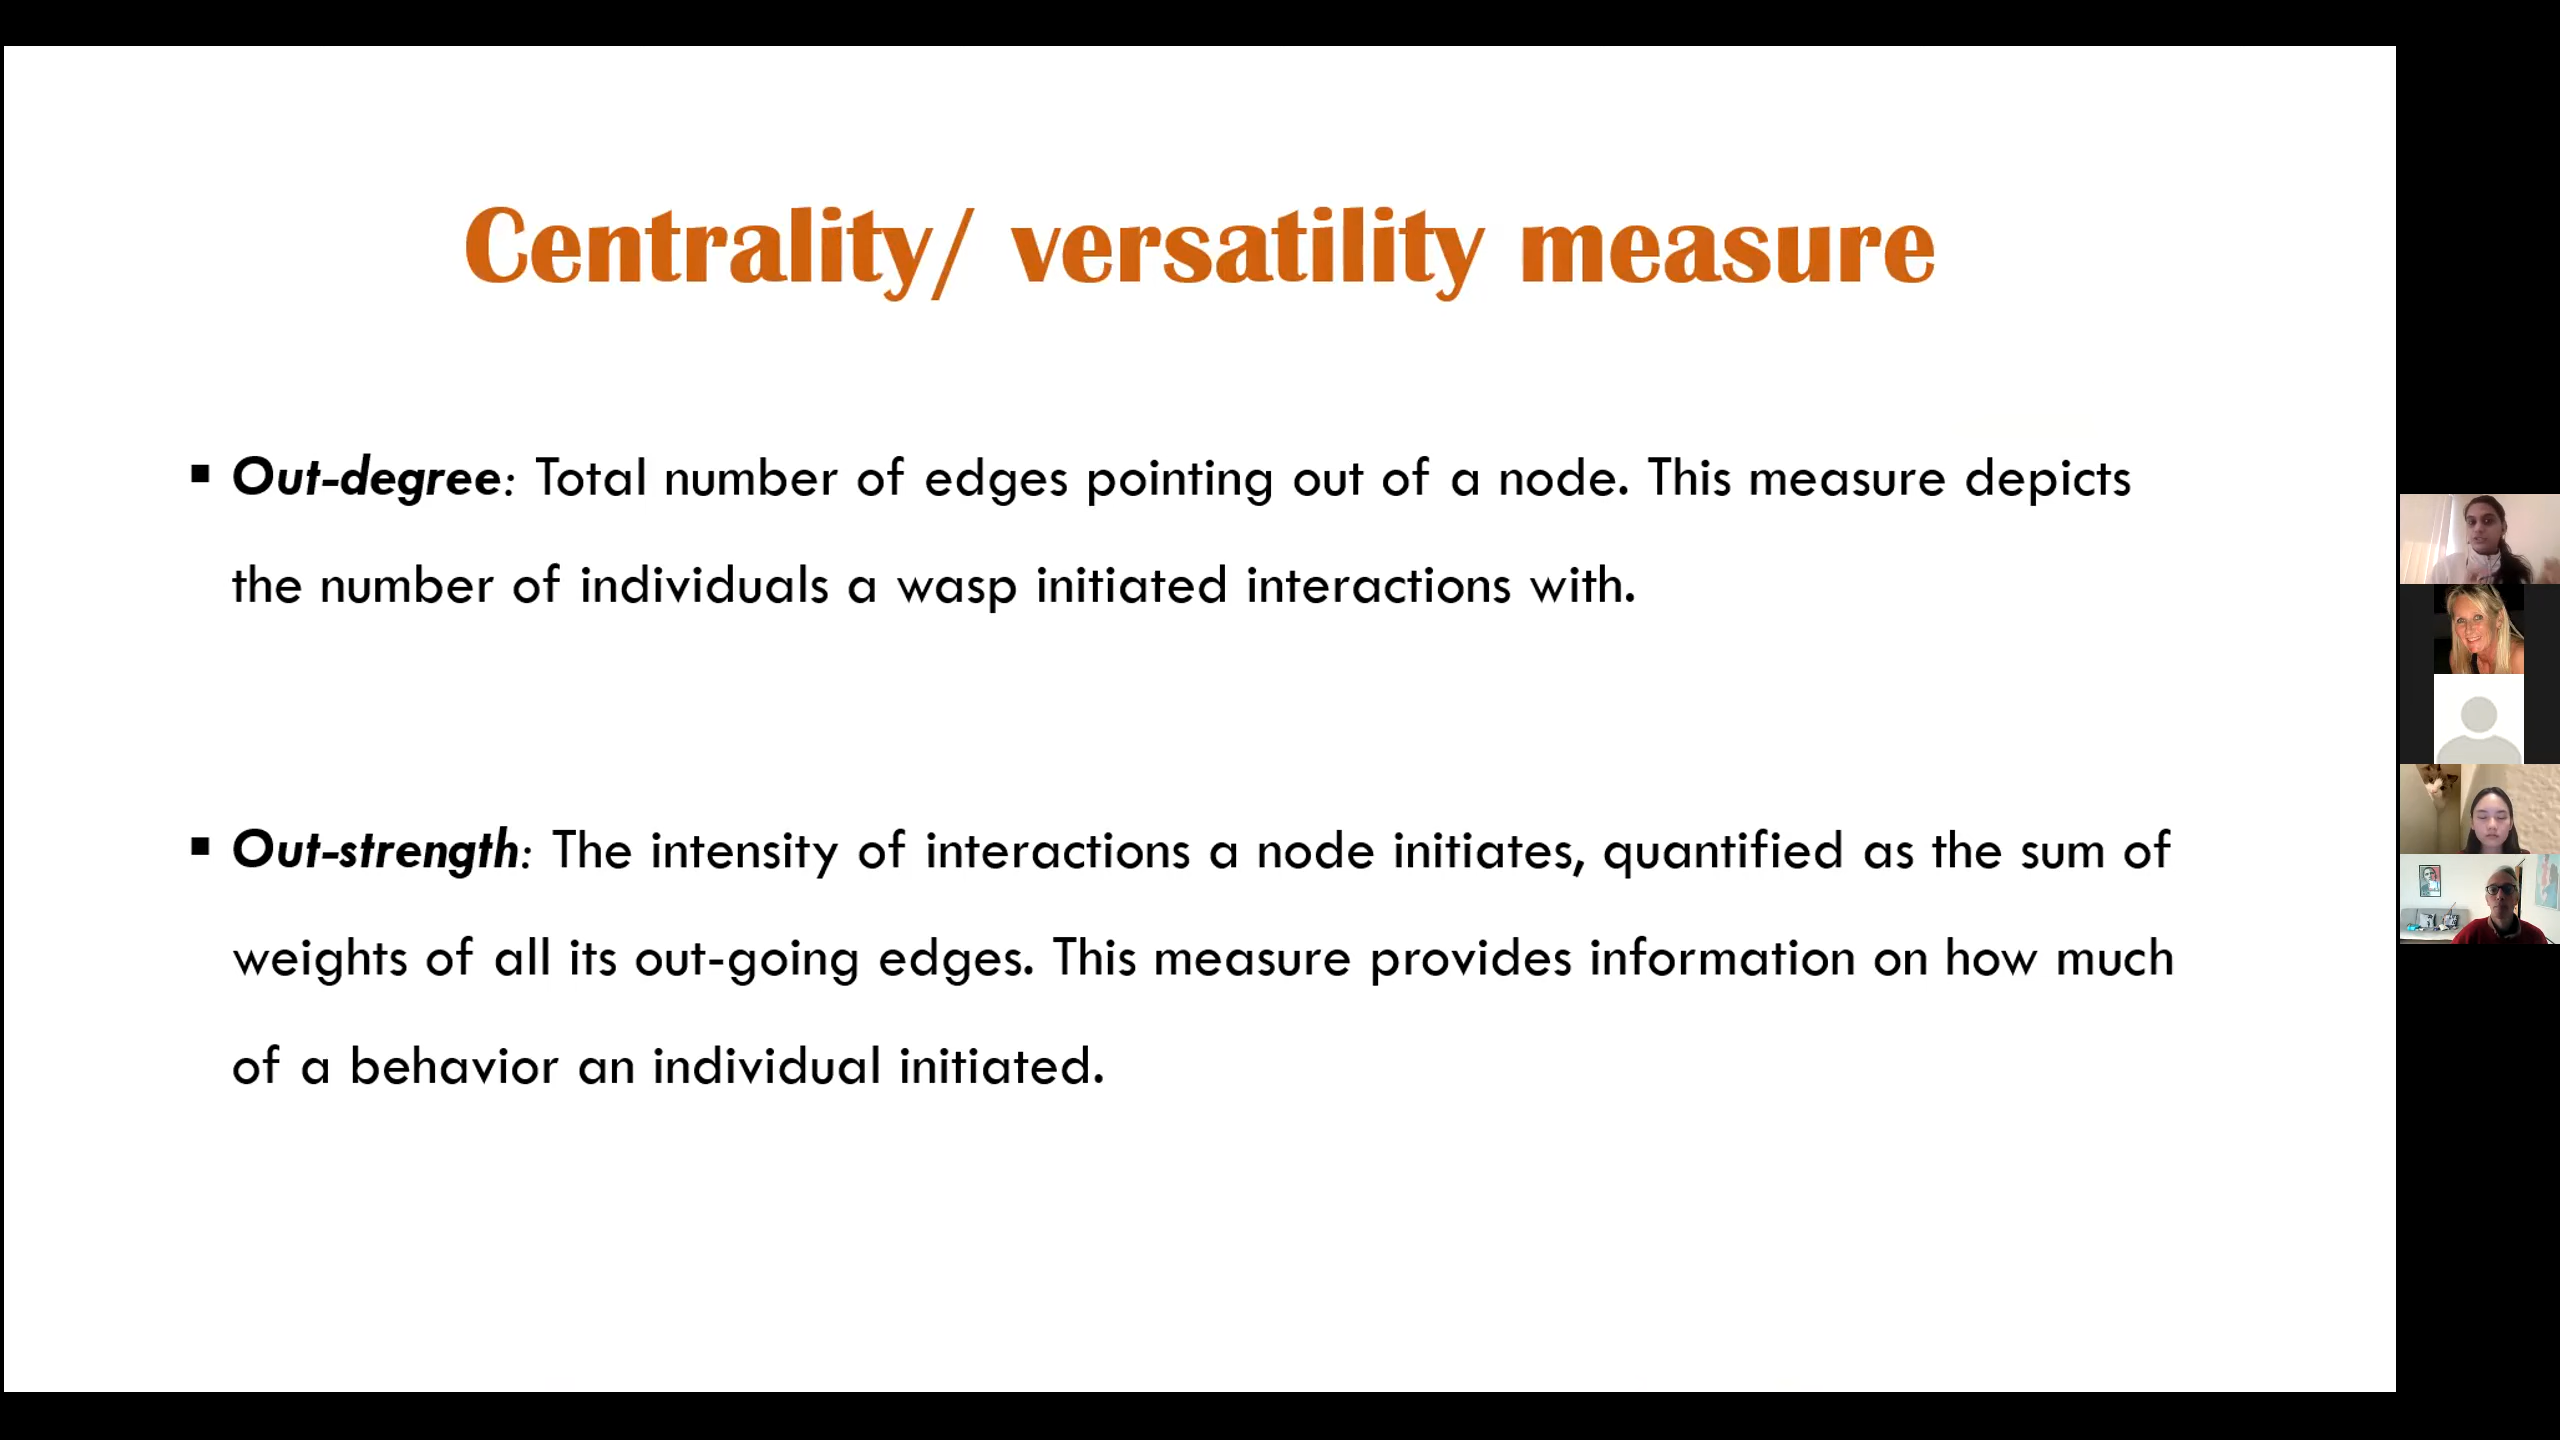 Centrality/ versatility measure
▪ Out-degree: Total number of edges pointing out of a node. This measure depicts
the number of individuals a wasp initiated interactions with.
▪ Out-strength: The intensity of interactions a node initiates, quantified as the sum of
weights of all its out-going edges. This measure provides information on how much
of a behavior an individual initiated.